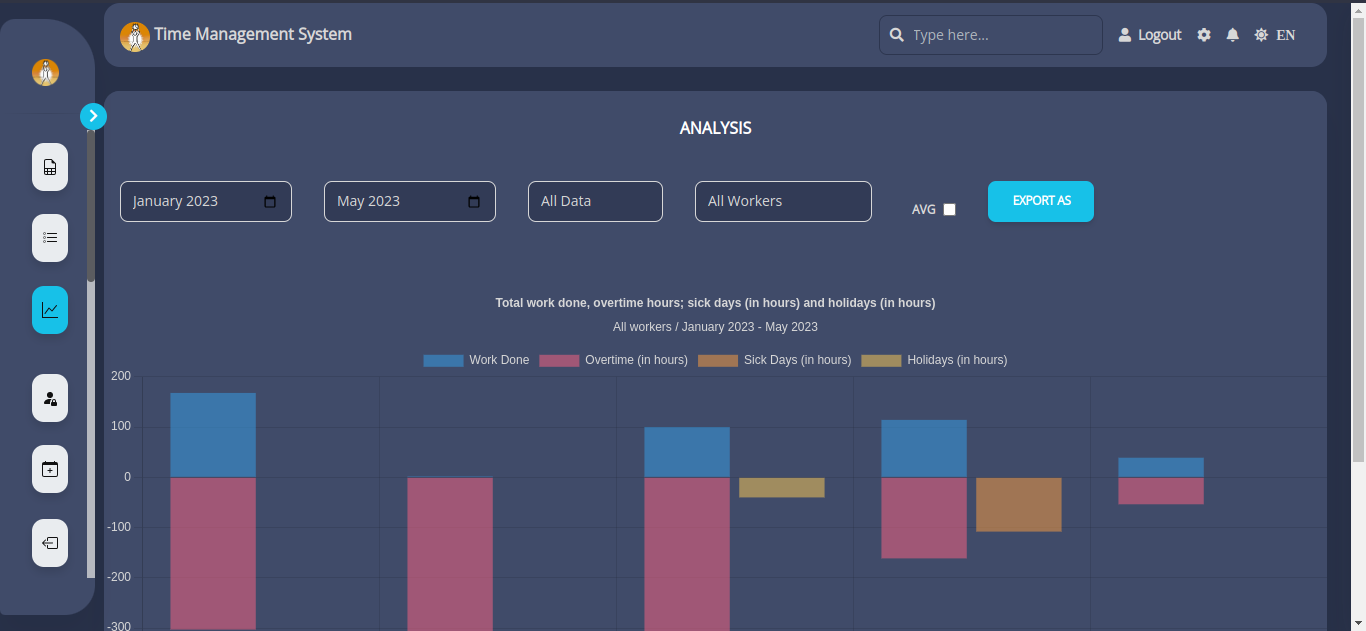 Time Management System
Type here...
Logout
EN
ANALYSIS
January 2023
May 2023
All Data
All Workers
AVG
EXPORT AS
Total work done, overtime hours; sick days (in hours) and holidays (in hours)
All workers / January 2023 - May 2023
Work Done
Overtime (in hours)
Sick Days (in hours)
Holidays (in hours)
200
100
0
-100
-200
-300